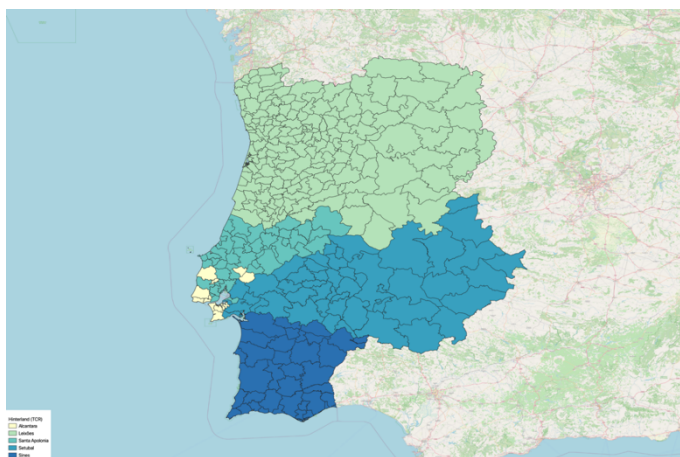 Hinterland (TCR)
Alcantara
Leixões
Santa Apolonia
Setubal
Sines